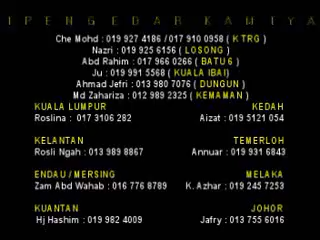 PENGEDAR KAMI YA
Che Mohd : 019 927 4186 / 017 910 0958 ( KTRG )
Nazri : 019 925 6156 ( LOSONG )
Abd Rahim : 017 966 0266 ( BATU 6 )
Ju : 019 991 5568 ( KUALA IBAI)
Ahmad Jefri : 013 980 7076 ( DUNGUN )
Md Zahariza : 012 989 2325 ( KEMAMAN )
KUALA LUMPUR
Roslina : 017 3106 282
KEDAH
Aizat : 019 5121 054
KELANTAN
Rosli Ngah : 013 989 8867
TEMERLOH
Annuar : 019 931 6843
ENDAU / MERSING
Zam Abd Wahab : 016 776 8789
MELAKA
K. Azhar : 019 245 7253
KUANTAN
Hj Hashim : 019 982 4009
JOHOR
Jafry : 013 755 6016